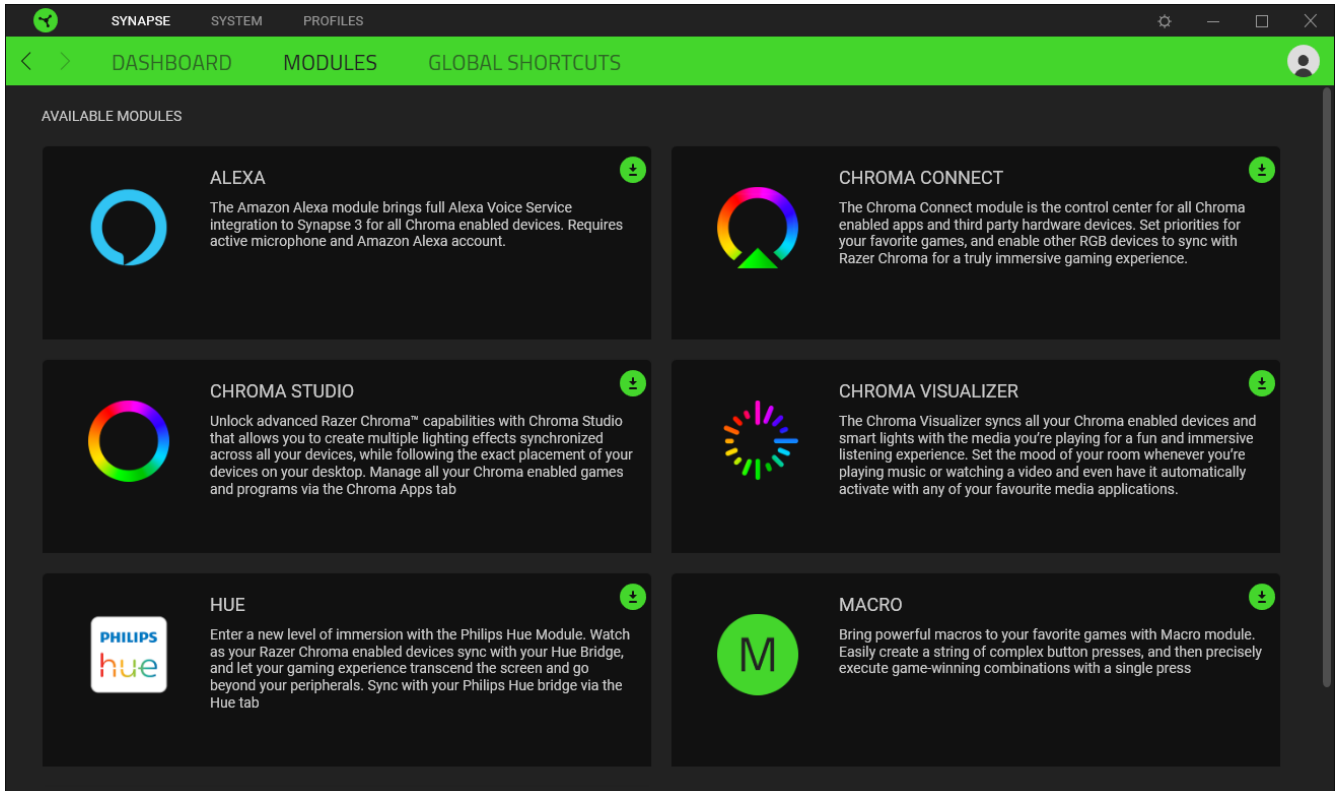 SYNAPSE SYSTEM PROFILES
DASHBOARD MODULES GLOBAL SHORTCUTS
AVAILABLE MODULES
ALEXA
The Amazon Alexa module brings full Alexa Voice Service
integration to Synapse 3 for all Chroma enabled devices. Requires
active microphone and Amazon Alexa account.
CHROMA CONNECT
The Chroma Connect module is the control center for all Chroma
enabled apps and third party hardware devices. Set priorities for
your favorite games, and enable other RGB devices to sync with
Razer Chroma for a truly immersive gaming experience.
CHROMA STUDIO
Unlock advanced Razer Chroma™ capabilities with Chroma Studio
that allows you to create multiple lighting effects synchronized
across all your devices, while following the exact placement of your
devices on your desktop. Manage all your Chroma enabled games
and programs via the Chroma Apps tab
CHROMA VISUALIZER
The Chroma Visualizer syncs all your Chroma enabled devices and
smart lights with the media you’re playing for a fun and immersive
listening experience. Set the mood of your room whenever you’re
playing music or watching a video and even have it automatically
activate with any of your favourite media applications.
PHILIPS
hue
HUE
Enter a new level of immersion with the Philips Hue Module. Watch
as your Razer Chroma enabled devices sync with your Hue Bridge,
and let your gaming experience transcend the screen and go
beyond your peripherals. Sync with your Philips Hue bridge via the
Hue tab
M
MACRO
Bring powerful macros to your favorite games with Macro module.
Easily create a string of complex button presses, and then precisely
execute game-winning combinations with a single press